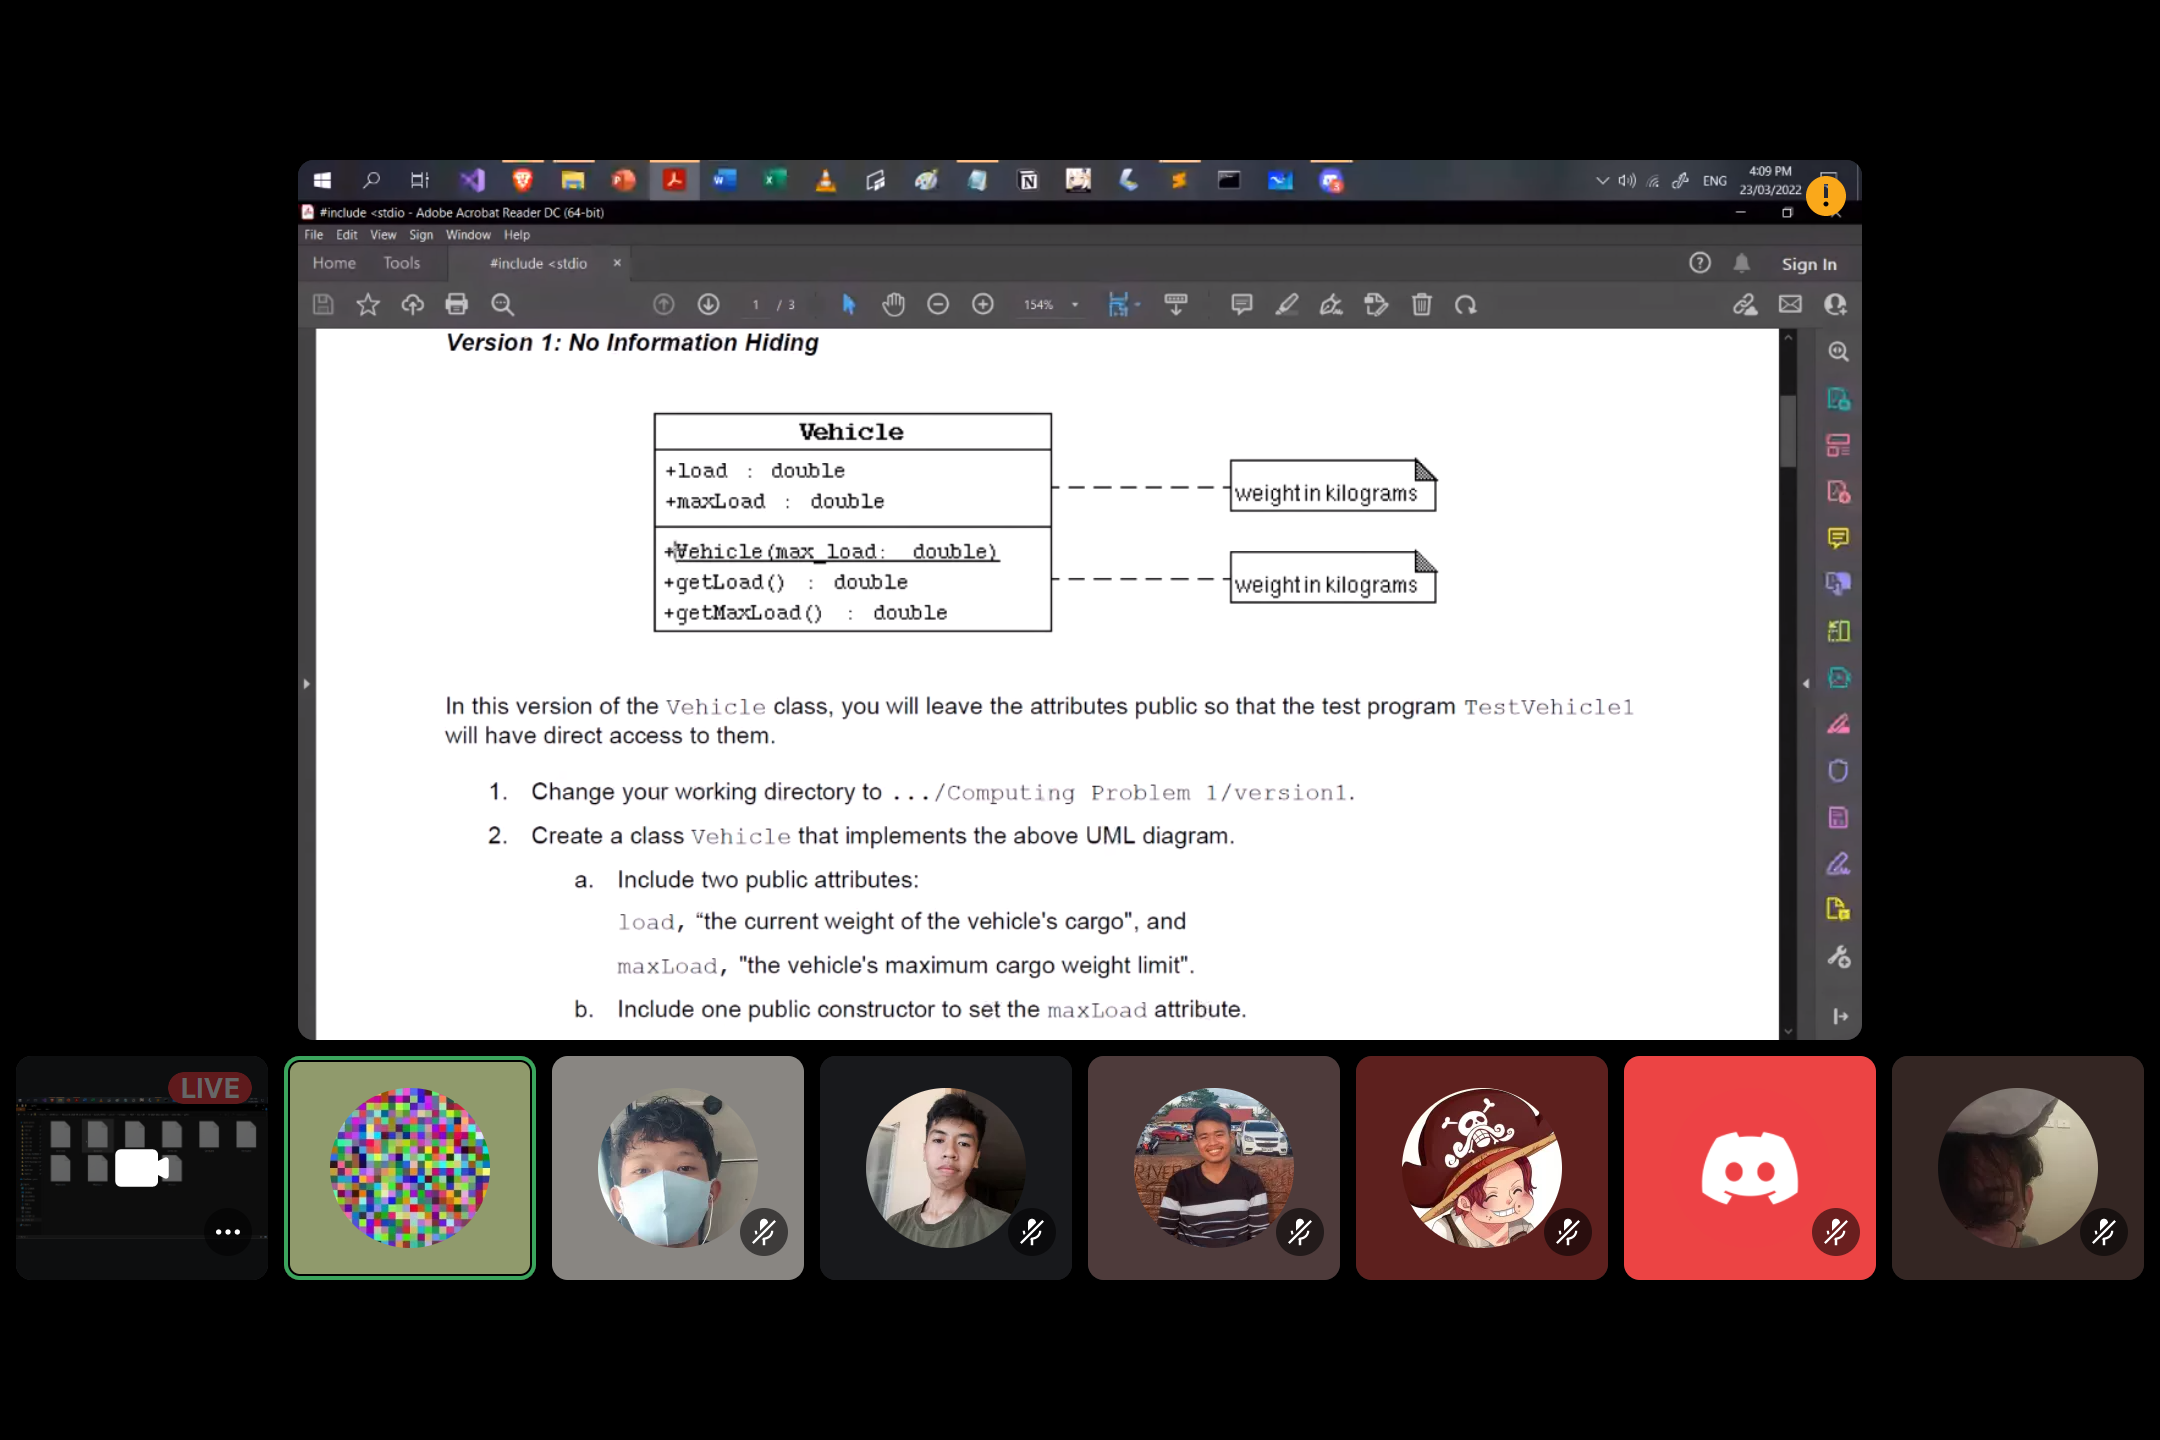 4:09 PM
ENG
23/03/2022
#include <stdio - Adobe Acrobat Reader DC (64-bit)
File Edit View Sign Window Help
Home Tools #include <stdio × Sign In
1 / 3 154%
Version 1: No Information Hiding
Vehicle
+load : double
+maxLoad : double
weight in kilograms
+Vehicle(max_load: double)
+getLoad() : double
+getMaxLoad() : double
weight in kilograms
In this version of the Vehicle class, you will leave the attributes public so that the test program TestVehicle1
will have direct access to them.
1. Change your working directory to .../Computing Problem 1/version1.
2. Create a class Vehicle that implements the above UML diagram.
a. Include two public attributes:
load, “the current weight of the vehicle's cargo", and
maxLoad, "the vehicle's maximum cargo weight limit".
b. Include one public constructor to set the maxLoad attribute.
LIVE